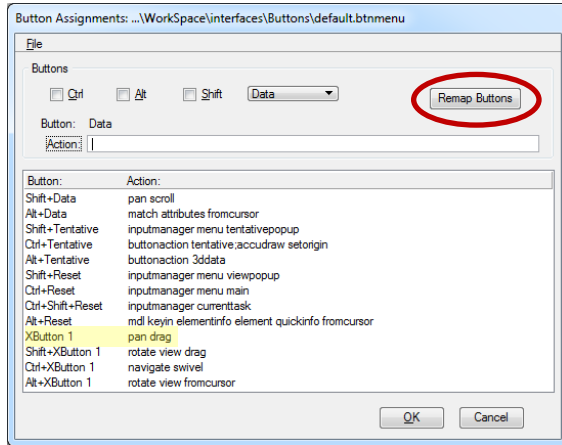 Button Assignments: ...\WorkSpace\interfaces\Buttons\default.btnmenu
File
Buttons
Ctrl Alt Shift Data Remap Buttons
Button: Data
Action:
Button: Action:
Shift+Data pan scroll
Alt+Data match attributes fromcursor
Shift+Tentative inputmanager menu tentativepopup
Ctrl+Tentative buttonaction tentative;accudraw setorigin
Alt+Tentative buttonaction 3ddata
Shift+Reset inputmanager menu viewpopup
Ctrl+Reset inputmanager menu main
Ctrl+Shift+Reset inputmanager currenttask
Alt+Reset mdl keyin elementinfo element quickinfo fromcursor
XButton 1 pan drag
Shift+XButton 1 rotate view drag
Ctrl+XButton 1 navigate swivel
Alt+XButton 1 rotate view fromcursor
OK Cancel